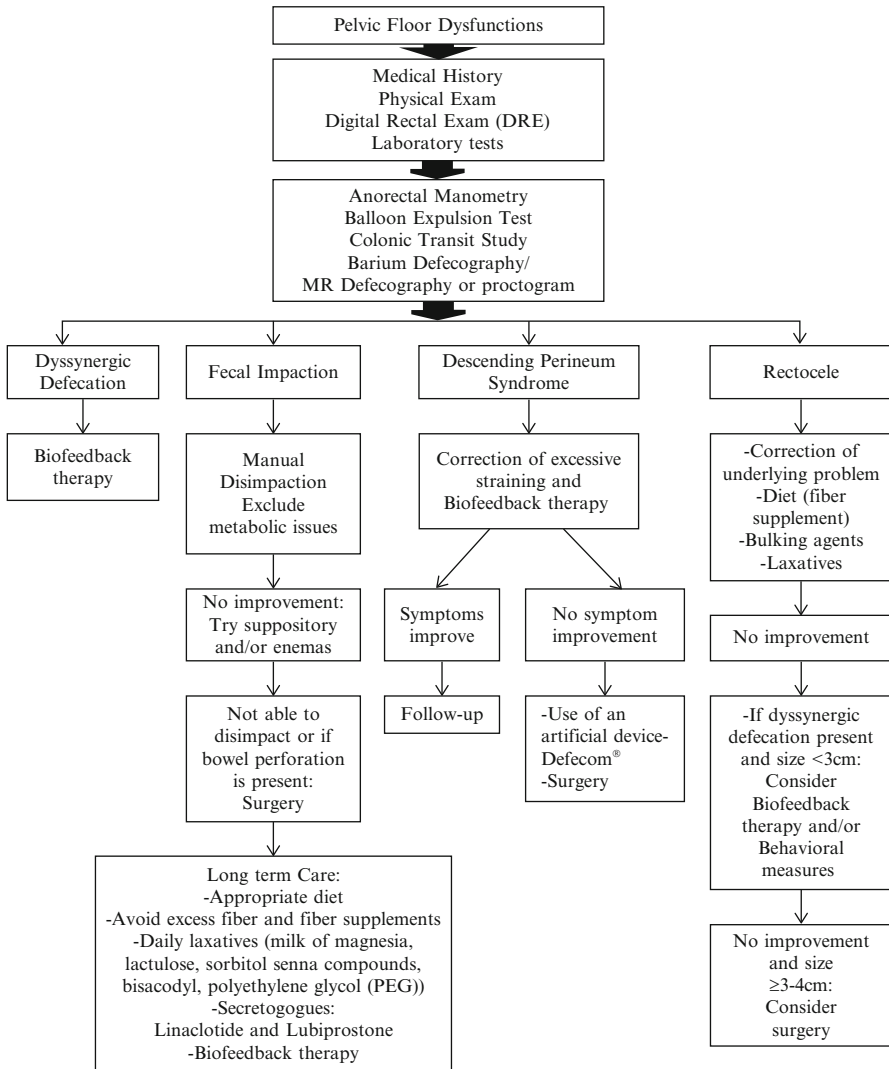 Pelvic Floor Dysfunctions
Medical History
Physical Exam
Digital Rectal Exam (DRE)
Laboratory tests
Anorectal Manometry
Balloon Expulsion Test
Colonic Transit Study
Barium Defecography/
MR Defecography or proctogram
Dyssynergic
Defecation
Fecal Impaction
Descending Perineum
Syndrome
Rectocele
Biofeedback
therapy
Manual
Disimpaction
Exclude
metabolic issues
Correction of excessive
straining and
Biofeedback therapy
-Correction of
underlying problem
-Diet (fiber
supplement)
-Bulking agents
-Laxatives
No improvement:
Try suppository
and/or enemas
Symptoms
improve
No symptom
improvement
No improvement
Not able to
disimpact or if
bowel perforation
is present:
Surgery
Follow-up
-Use of an
artificial device-
Defecom®
-Surgery
-If dyssynergic
defecation present
and size <3cm:
Consider
Biofeedback
therapy and/or
Behavioral
measures
Long term Care:
-Appropriate diet
-Avoid excess fiber and fiber supplements
-Daily laxatives (milk of magnesia,
lactulose, sorbitol senna compounds,
bisacodyl, polyethylene glycol (PEG))
-Secretogogues:
Linaclotide and Lubiprostone
-Biofeedback therapy
No improvement
and size
≥3-4cm:
Consider
surgery